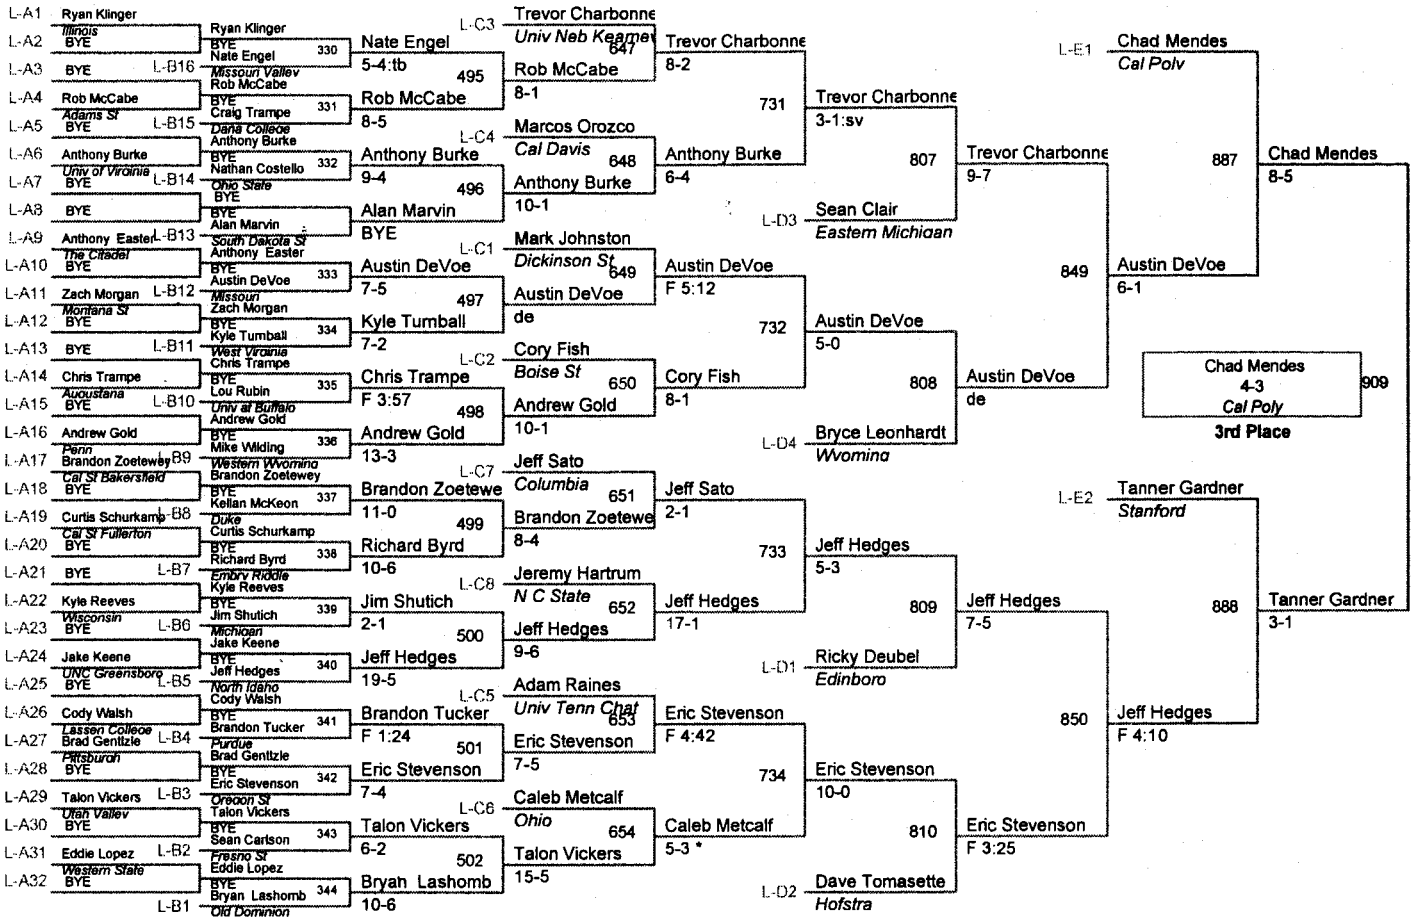 L-A1 Ryan Klinger
Illinois
L-A2 BYE
L-A3 BYE
L-A4 Rob McCabe
Adams St
L-A5 BYE
L-A6 Anthony Burke
Univ of Virginia
L-A7 BYE
L-A8 BYE
L-A9 Anthony Easter
The Citadel
L-A10 BYE
L-A11 Zach Morgan
Montana St
L-A12 BYE
L-A13 BYE
L-A14 Chris Trampe
Augustana
L-A15 BYE
L-A16 Andrew Gold
Penn
L-A17 Brandon Zoetewey
Cal St Bakersfield
L-A18 BYE
L-A19 Curtis Schurkamp
Cal St Fullerton
L-A20 BYE
L-A21 BYE
L-A22 Kyle Reeves
Wisconsin
L-A23 BYE
L-A24 Jake Keene
UNC Greensboro
L-A25 BYE
L-A26 Cody Walsh
Lassen College
L-A27 Brad Gentizle
Pittsburgh
L-A28 BYE
L-A29 Talon Vickers
Utah Valley
L-A30 BYE
L-A31 Eddie Lopez
Western State
L-A32 BYE
Ryan Klinger
BYE
330
L-B16 Nate Engel
Missouri Valley
Rob McCabe
BYE
331
L-B15 Craig Trampe
Dana College
Anthony Burke
BYE
332
L-B14 Nathan Costello
Ohio State
BYE
BYE
L-B13 Alan Marvin
South Dakota St
Anthony Easter
BYE
333
L-B12 Austin DeVoe
Missouri
Zach Morgan
BYE
334
L-B11 Kyle Turnball
West Virginia
Chris Trampe
BYE
335
L-B10 Lou Rubin
Univ at Buffalo
Andrew Gold
BYE
336
L-B9 Mike Wilding
Western Wyoming
Brandon Zoetewey
BYE
337
L-B8 Kellan McKeon
Duke
Curtis Schurkamp
BYE
338
L-B7 Richard Byrd
Embry Riddle
Kyle Reeves
BYE
339
L-B6 Jim Shutich
Michigan
Jake Keene
BYE
340
L-B5 Jeff Hedges
North Idaho
Cody Walsh
BYE
341
L-B4 Brandon Tucker
Purdue
Brad Gentizle
BYE
342
L-B3 Eric Stevenson
Oregon St
Talon Vickers
BYE
343
L-B2 Sean Carlson
Fresno St
Eddie Lopez
BYE
344
L-B1 Bryan Lashomb
Old Dominion
Nate Engel
5-4:tb
495
Rob McCabe
8-5
Anthony Burke
9-4
496
Alan Marvin
BYE
Austin DeVoe
7-5
497
Kyle Turnball
7-2
Chris Trampe
F 3:57
498
Andrew Gold
13-3
Brandon Zoetewe
11-0
499
Richard Byrd
10-6
Jim Shutich
2-1
500
Jeff Hedges
19-5
Brandon Tucker
F 1:24
501
Eric Stevenson
7-4
Talon Vickers
6-2
502
Bryan Lashomb
10-6
L-C3 Trevor Charbonne
Univ Neb Kearney
647
Rob McCabe
8-1
L-C4 Marcos Orozco
Cal Davis
648
Anthony Burke
10-1
L-C1 Mark Johnston
Dickinson St
649
Austin DeVoe
de
L-C2 Cory Fish
Boise St
650
Andrew Gold
10-1
L-C7 Jeff Sato
Columbia
651
Brandon Zoetewe
8-4
L-C8 Jeremy Hartrum
N C State
652
Jeff Hedges
9-6
L-C5 Adam Raines
Univ Tenn Chat
653
Eric Stevenson
7-5
L-C6 Caleb Metcalf
Ohio
654
Talon Vickers
15-5
Trevor Charbonne
8-2
731
Anthony Burke
6-4
Austin DeVoe
F 5:12
732
Cory Fish
8-1
Jeff Sato
2-1
733
Jeff Hedges
17-1
Eric Stevenson
F 4:42
734
Caleb Metcalf
5-3 *
Trevor Charbonne
3-1:sv
807
L-D3 Sean Clair
Eastern Michigan
Austin DeVoe
5-0
808
L-D4 Bryce Leonhardt
Wyoming
Jeff Hedges
5-3
809
L-D1 Ricky Deubel
Edinboro
Eric Stevenson
10-0
810
L-D2 Dave Tomasette
Hofstra
Trevor Charbonne
9-7
849
Austin DeVoe
de
Jeff Hedges
7-5
850
Eric Stevenson
F 3:25
L-E1 Chad Mendes
Cal Poly
887
Austin DeVoe
6-1
L-E2 Tanner Gardner
Stanford
888
Jeff Hedges
F 4:10
Chad Mendes
8-5
Chad Mendes
4-3
Cal Poly
909
3rd Place
Tanner Gardner
3-1